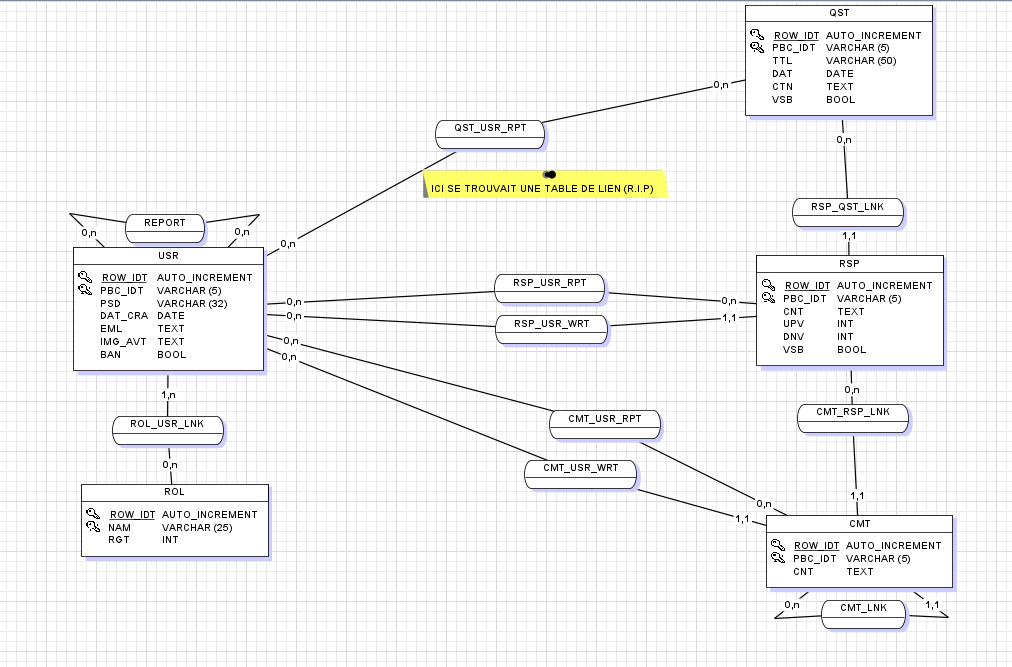 QST
ROW_IDT AUTO_INCREMENT
PBC_IDT VARCHAR (5)
TTL VARCHAR (50)
DAT DATE
CTN TEXT
VSB BOOL
0,n
0,n
QST_USR_RPT
0,n
ICI SE TROUVAIT UNE TABLE DE LIEN (R.I.P)
RSP_QST_LNK
1,1
REPORT
0,n
0,n
USR
ROW_IDT AUTO_INCREMENT
PBC_IDT VARCHAR (5)
PSD VARCHAR (32)
DAT_CRA DATE
EML TEXT
IMG_AVT TEXT
BAN BOOL
RSP
ROW_IDT AUTO_INCREMENT
PBC_IDT VARCHAR (5)
CNT TEXT
UPV INT
DNV INT
VSB BOOL
0,n
RSP_USR_RPT
0,n
0,n
RSP_USR_WRT
1,1
0,n
0,n
1,n
ROL_USR_LNK
0,n
0,n
CMT_RSP_LNK
1,1
CMT_USR_RPT
0,n
CMT_USR_WRT
1,1
ROL
ROW_IDT AUTO_INCREMENT
NAM VARCHAR (25)
RGT INT
CMT
ROW_IDT AUTO_INCREMENT
PBC_IDT VARCHAR (5)
CNT TEXT
0,n
CMT_LNK
1,1